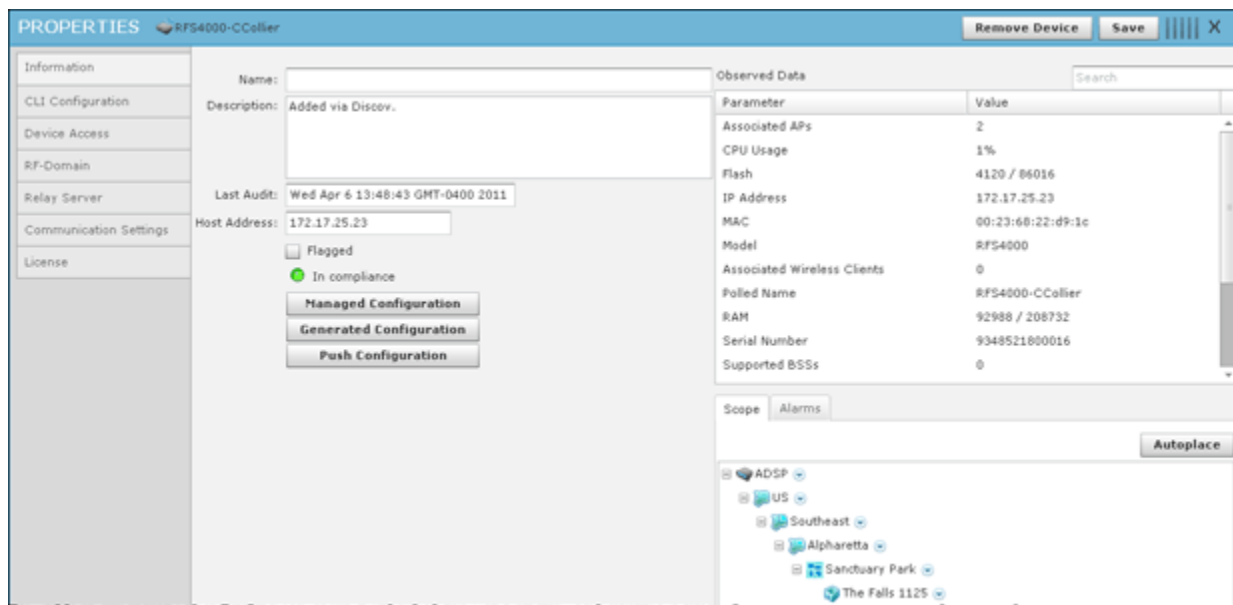 PROPERTIES RFS4000-CCollier
Remove Device
Save
X
Information
CLI Configuration
Device Access
RF-Domain
Relay Server
Communication Settings
License
Name:
Description: Added via Discov.
Last Audit: Wed Apr 6 13:48:43 GMT-0400 2011
Host Address: 172.17.25.23
Flagged
In compliance
Managed Configuration
Generated Configuration
Push Configuration
Observed Data
Search
Parameter Value
Associated APs 2
CPU Usage 1%
Flash 4120 / 86016
IP Address 172.17.25.23
MAC 00:23:68:22:d9:1c
Model RFS4000
Associated Wireless Clients 0
Polled Name RFS4000-CCollier
RAM 92988 / 208732
Serial Number 9348521800016
Supported BSSs 0
Scope Alarms
Autoplace
ADSP
US
Southeast
Alpharetta
Sanctuary Park
The Falls 1125